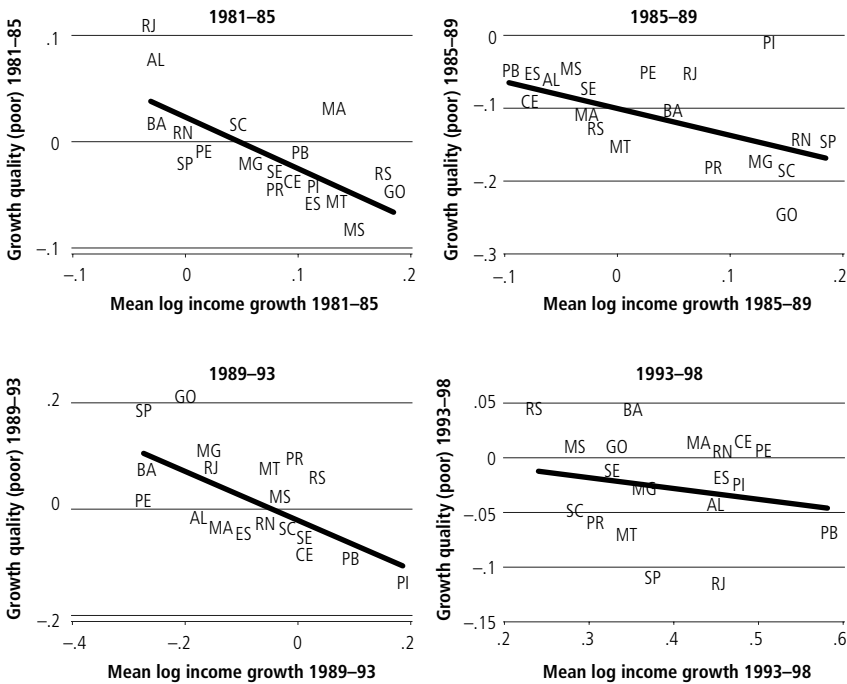 1981–85
Growth quality (poor) 1981–85
.1
0
–.1
RJ
AL
MA
BA
RN
SC
PE
SP
MG
PB
SE
CE
PR
PI
ES
MT
RS
GO
MS
–.1 0 .1 .2
Mean log income growth 1981–85
1985–89
Growth quality (poor) 1985–89
0
–.1
–.2
–.3
PI
PB
ES
AL
MS
PE
RJ
SE
CE
MA
BA
RN
MT
MG
SP
PR
MG
SC
GO
–.1 0 .1 .2
Mean log income growth 1985–89
1989–93
Growth quality (poor) 1989–93
.2
0
–.2
SP
GO
MG
BA
RJ
MT
PR
RS
PE
MS
AL
MA
ES
RN
SC
SE
CE
PB
PI
–.4 –.2 0 .2
Mean log income growth 1989–93
1993–98
Growth quality (poor) 1993–98
.05
0
–.05
–.1
–.15
RS
BA
MS
GO
MA
RN
CE
PE
SE
MG
ES
PI
SC
PR
MT
AL
PB
SP
RJ
.2 .3 .4 .5 .6
Mean log income growth 1993–98